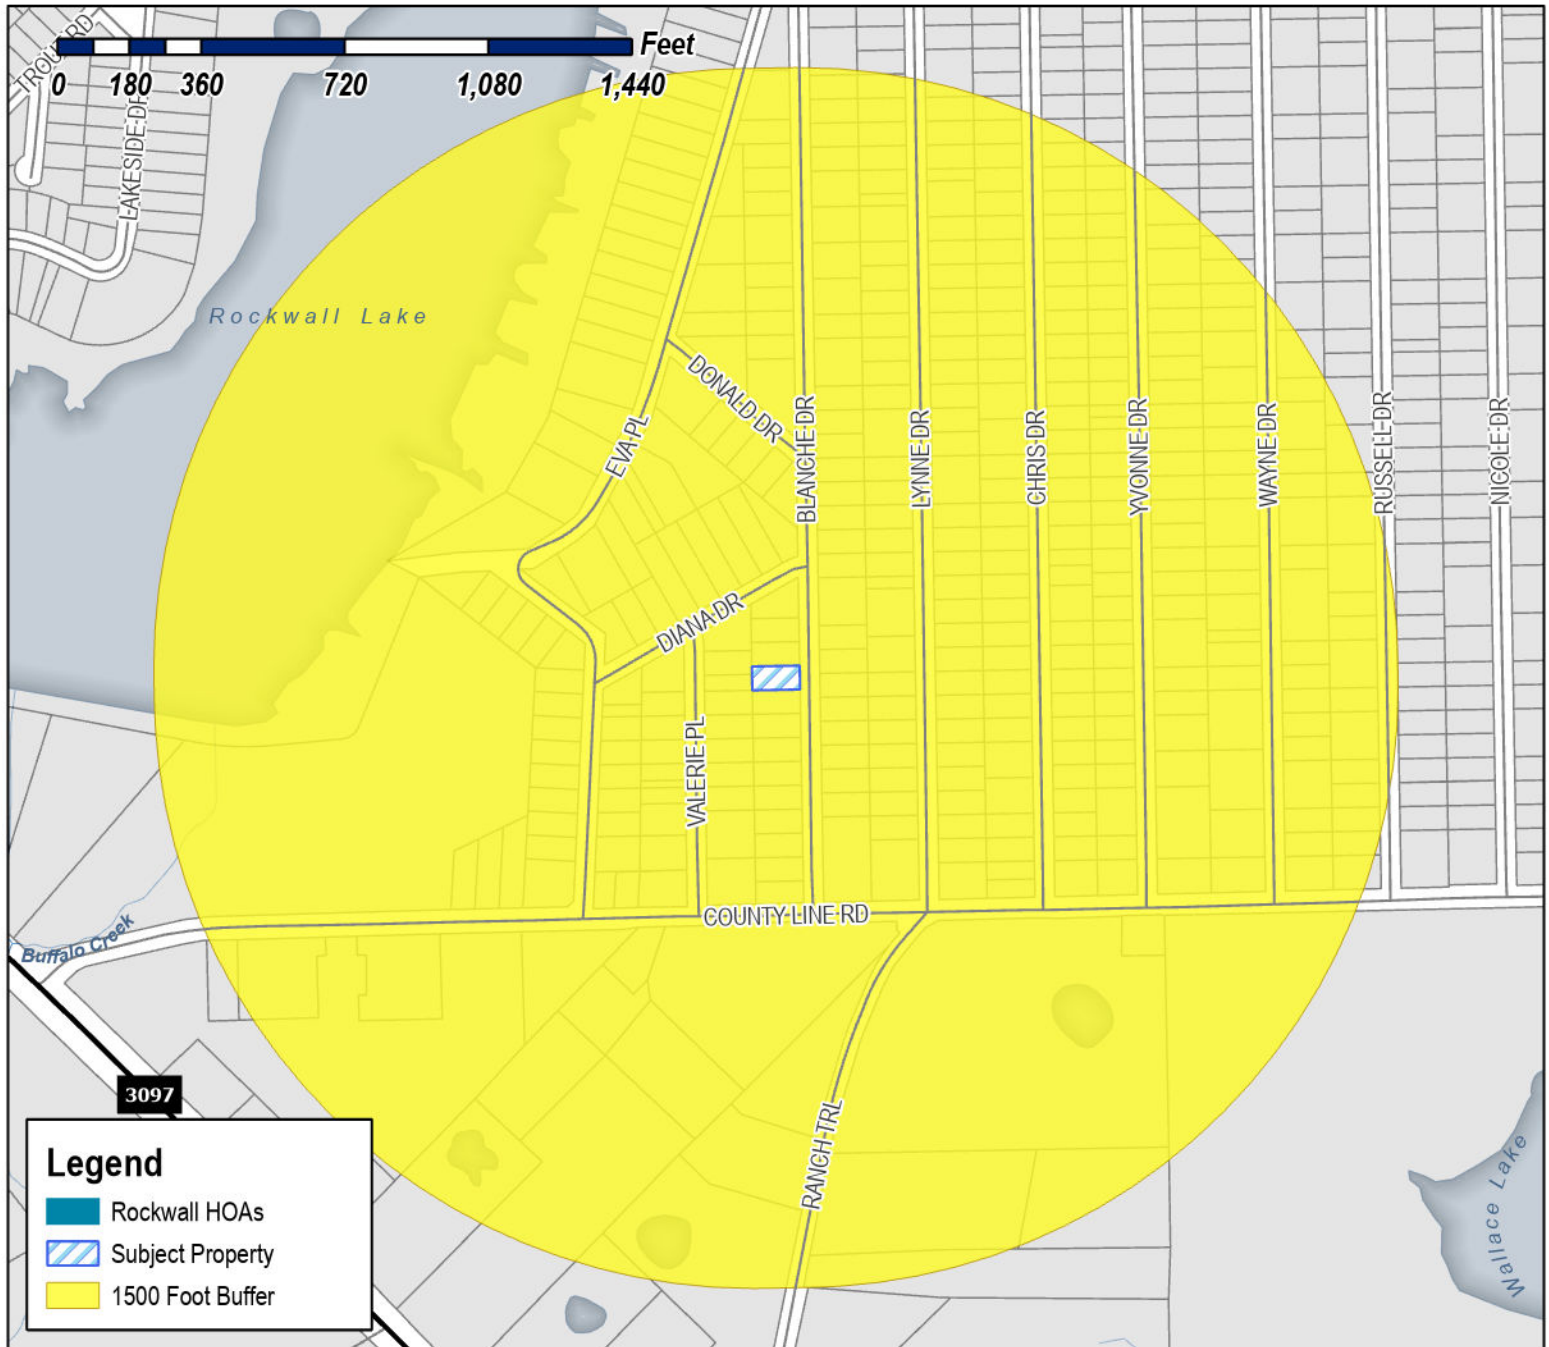 TROUT RD
Feet
0 180 360 720 1,080 1,440
LAKESIDE DR
Rockwall Lake
DONALD DR
EVA PL
BLANCHE DR
LYNNE DR
CHRIS DR
YVONNE DR
WAYNE DR
RUSSELL DR
NICOLE DR
DIANA DR
VALERIE PL
COUNTY LINE RD
Buffalo Creek
3097
RANCH TRL
Wallace Lake
Legend
Rockwall HOAs
Subject Property
1500 Foot Buffer